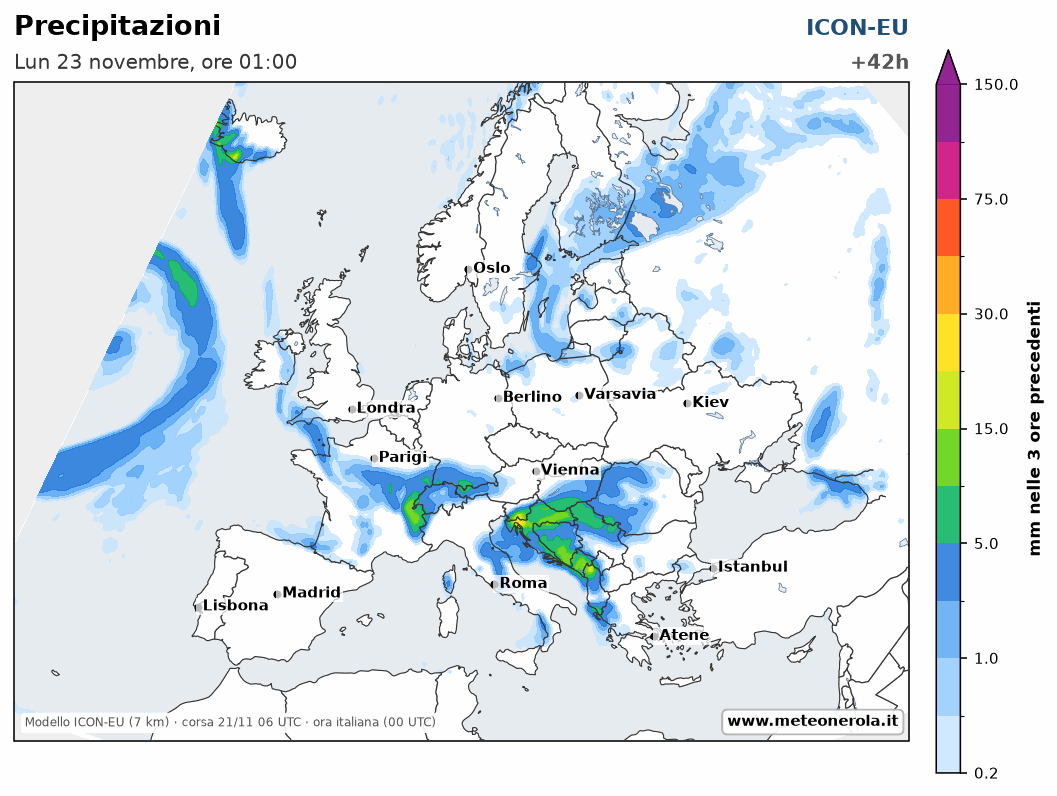 Precipitazioni
ICON-EU
Lun 23 novembre, ore 01:00
+42h
150.0
75.0
30.0
15.0
5.0
1.0
0.2
mm nelle 3 ore precedenti
Oslo
Berlino
Varsavia
Kiev
Londra
Parigi
Vienna
Istanbul
Roma
Madrid
Lisbona
Atene
Modello ICON-EU (7 km) · corsa 21/11 06 UTC · ora italiana (00 UTC)
www.meteonerola.it